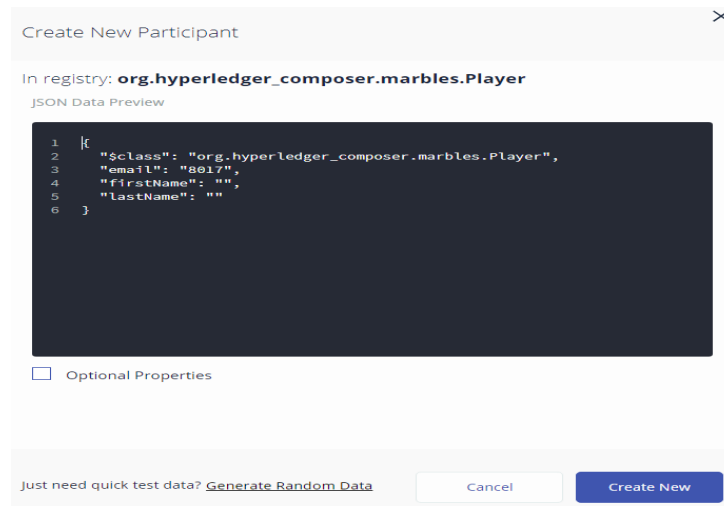 Create New Participant
In registry: org.hyperledger_composer.marbles.Player
JSON Data Preview
1 {
2 "$class": "org.hyperledger_composer.marbles.Player",
3 "email": "8017",
4 "firstName": "",
5 "lastName": ""
6 }
Optional Properties
Just need quick test data? Generate Random Data
Cancel
Create New